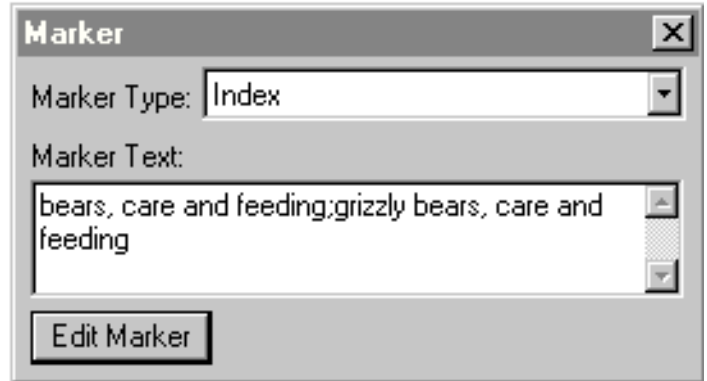 Marker
Marker Type: Index
Marker Text:
bears, care and feeding;grizzly bears, care and
feeding
Edit Marker